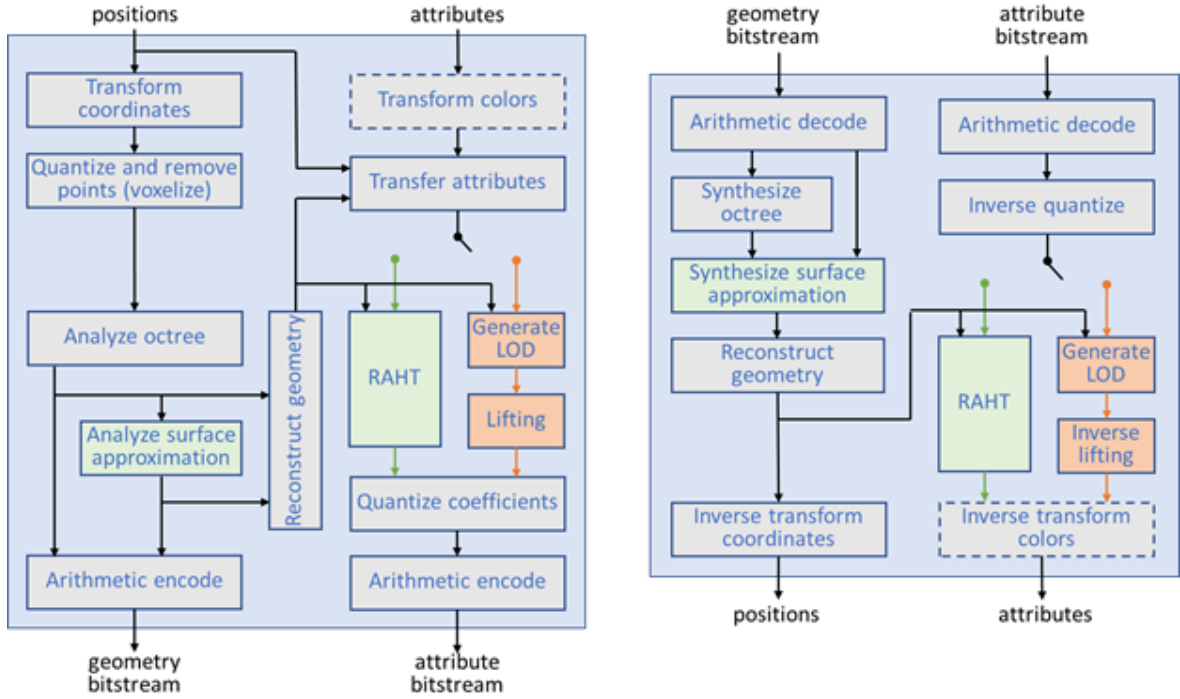 positions
attributes
Transform
coordinates
Transform colors
Quantize and remove
points (voxelize)
Transfer attributes
Analyze octree
Reconstruct geometry
RAHT
Generate
LOD
Lifting
Analyze surface
approximation
Quantize coefficients
Arithmetic encode
Arithmetic encode
geometry
bitstream
attribute
bitstream
geometry
bitstream
attribute
bitstream
Arithmetic decode
Arithmetic decode
Synthesize
octree
Inverse quantize
Synthesize surface
approximation
Reconstruct
geometry
RAHT
Generate
LOD
Inverse
lifting
Inverse transform
coordinates
Inverse transform
colors
positions
attributes